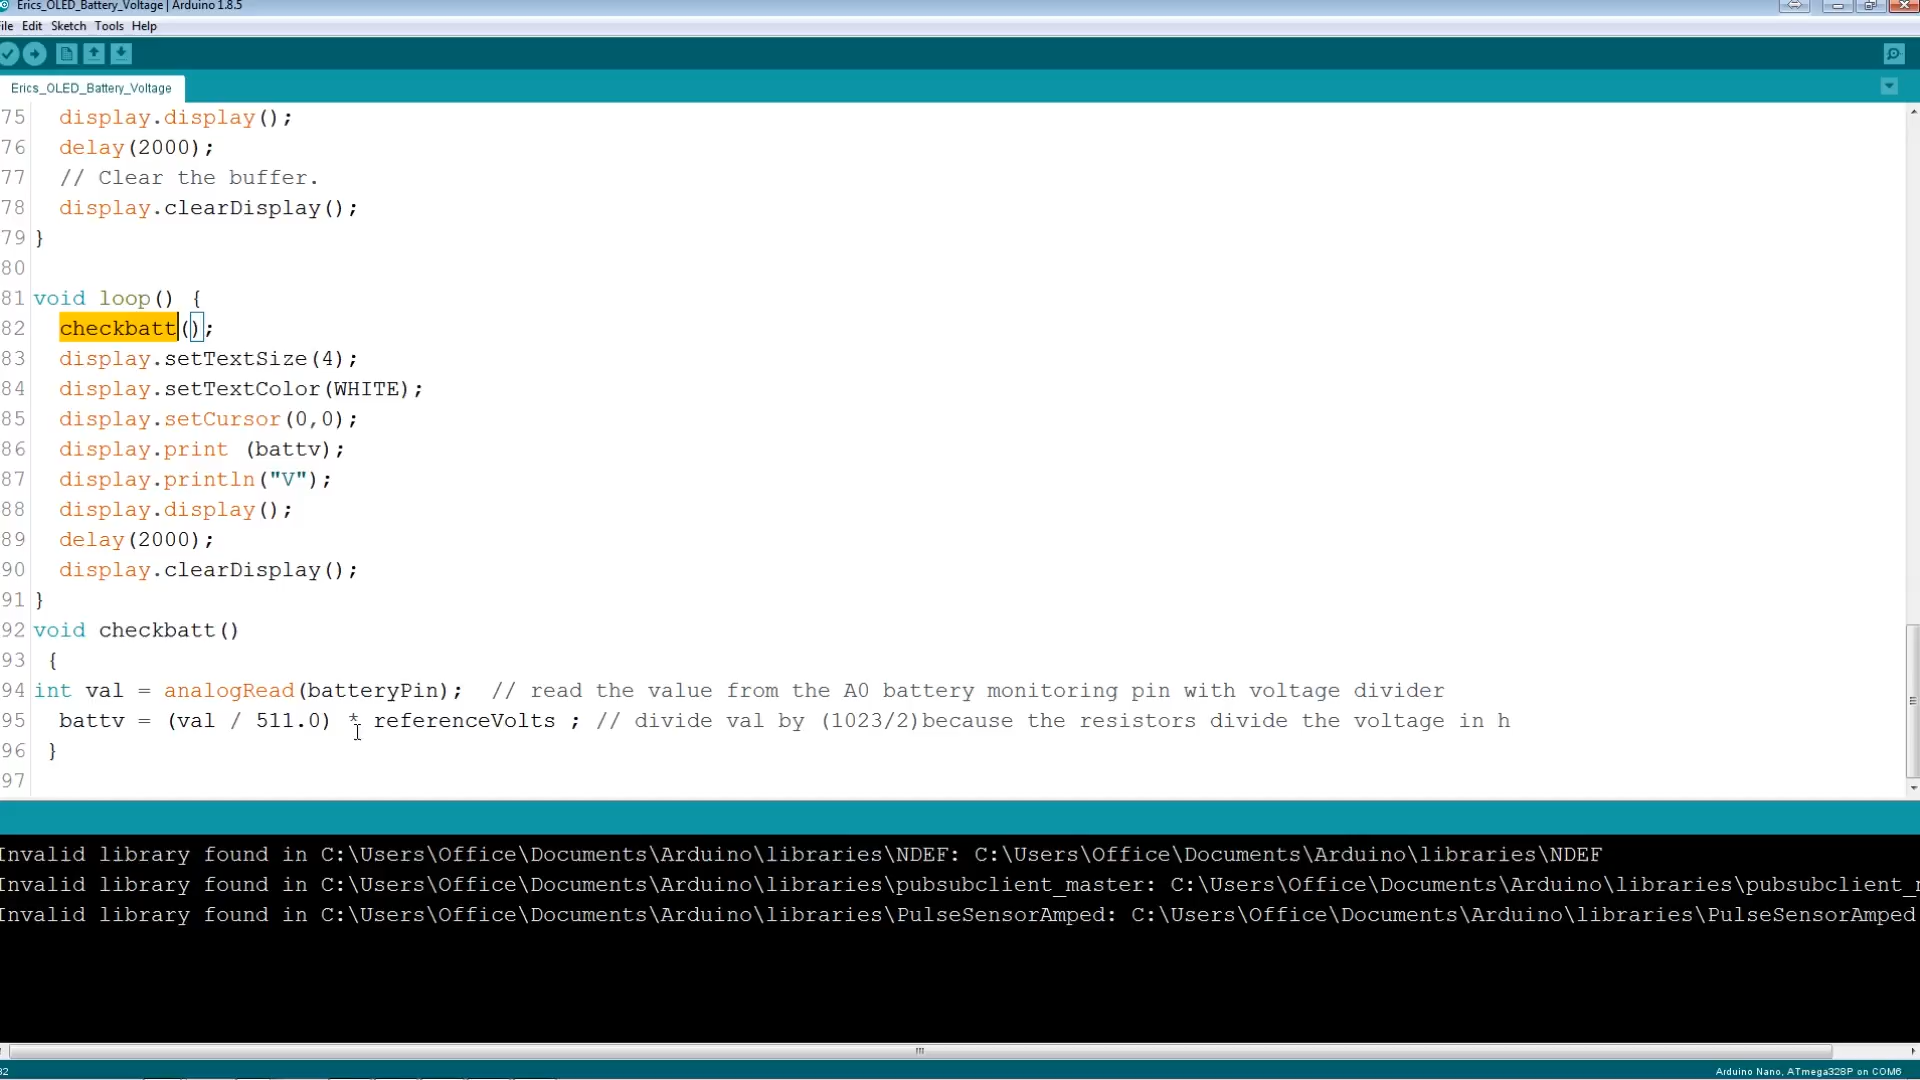 Erics_OLED_Battery_Voltage | Arduino 1.8.5
ile Edit Sketch Tools Help
Erics_OLED_Battery_Voltage
75 display.display();
76 delay(2000);
77 // Clear the buffer.
78 display.clearDisplay();
79 }
80
81 void loop() {
82 checkbatt();
83 display.setTextSize(4);
84 display.setTextColor(WHITE);
85 display.setCursor(0,0);
86 display.print (battv);
87 display.println("V");
88 display.display();
89 delay(2000);
90 display.clearDisplay();
91 }
92 void checkbatt()
93 {
94 int val = analogRead(batteryPin); // read the value from the A0 battery monitoring pin with voltage divider
95 battv = (val / 511.0) * referenceVolts ; // divide val by (1023/2)because the resistors divide the voltage in h
96 }
97
Invalid library found in C:\Users\Office\Documents\Arduino\libraries\NDEF: C:\Users\Office\Documents\Arduino\libraries\NDEF
Invalid library found in C:\Users\Office\Documents\Arduino\libraries\pubsubclient_master: C:\Users\Office\Documents\Arduino\libraries\pubsubclient_
Invalid library found in C:\Users\Office\Documents\Arduino\libraries\PulseSensorAmped: C:\Users\Office\Documents\Arduino\libraries\PulseSensorAmped
32 Arduino Nano, ATmega328P on COM6